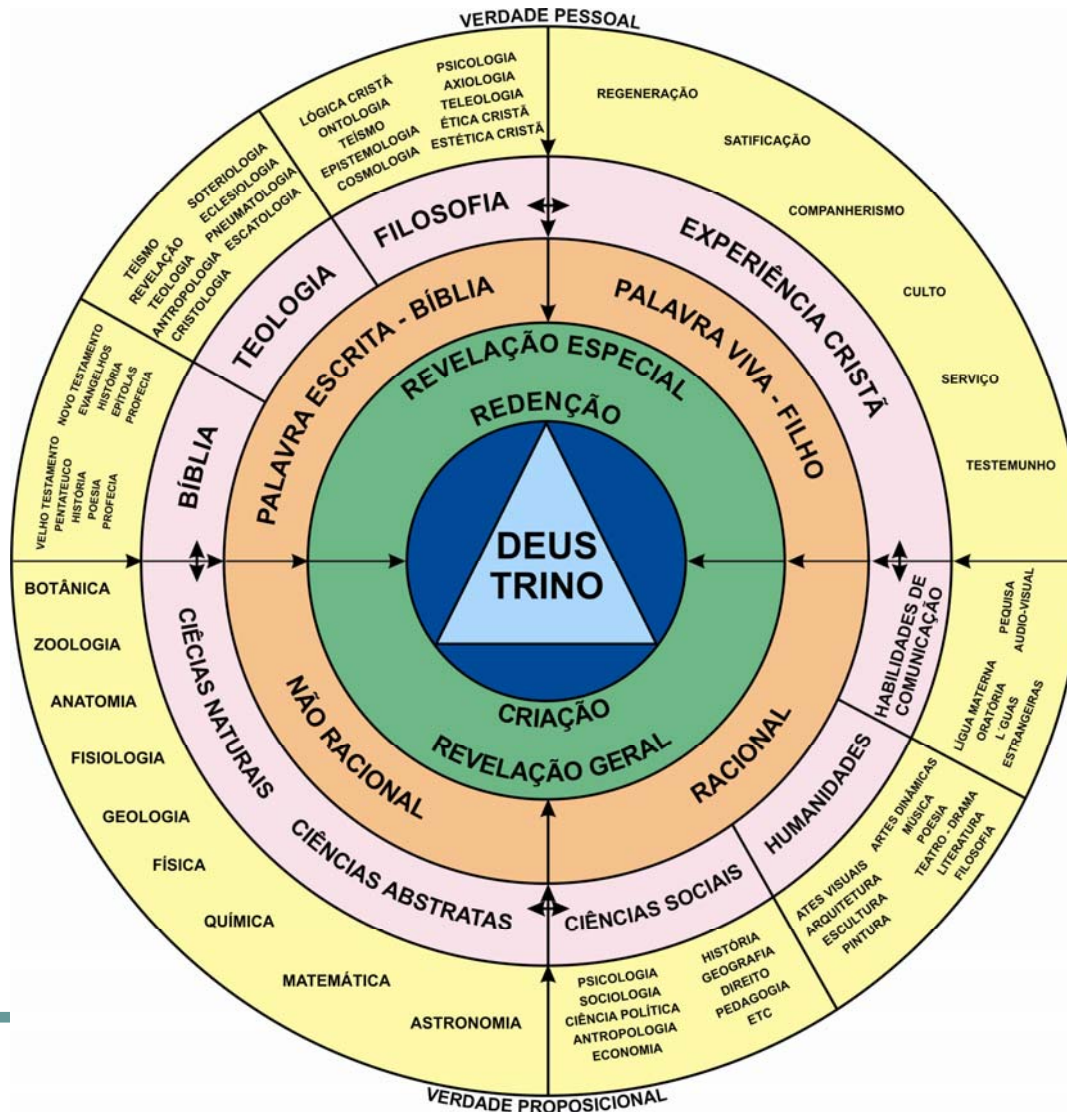 VERDADE PESSOAL
LÓGICA CRISTÃ
ONTOLOGIA
TEÍSMO
EPISTEMOLOGIA
COSMOLOGIA
PSICOLOGIA
AXIOLOGIA
TELEOLOGIA
ÉTICA CRISTÃ
ESTÉTICA CRISTÃ
REGENERAÇÃO
SATIFICAÇÃO
COMPANHERISMO
CULTO
SERVIÇO
TESTEMUNHO
SOTERIOLOGIA
ECLESIOLOGIA
PNEUMATOLOGIA
ESCATOLOGIA
TEÍSMO
REVELAÇÃO
TEOLOGIA
ANTROPOLOGIA
CRISTOLOGIA
NOVO TESTAMENTO
EVANGELHOS
HISTÓRIA
EPÍTOLAS
PROFECIA
VELHO TESTAMENTO
PENTATEUCO
HISTÓRIA
POESIA
PROFECIA
FILOSOFIA
TEOLOGIA
BÍBLIA
EXPERIÊNCIA CRISTÃ
PALAVRA ESCRITA - BÍBLIA
PALAVRA VIVA - FILHO
REVELAÇÃO ESPECIAL
REDENÇÃO
DEUS
TRINO
CRIAÇÃO
REVELAÇÃO GERAL
NÃO RACIONAL
RACIONAL
CIÊCIAS NATURAIS
CIÊNCIAS ABSTRATAS
CIÊNCIAS SOCIAIS
HUMANIDADES
HABILIDADES DE
COMUNICAÇÃO
BOTÂNICA
ZOOLOGIA
ANATOMIA
FISIOLOGIA
GEOLOGIA
FÍSICA
QUÍMICA
MATEMÁTICA
ASTRONOMIA
PSICOLOGIA
SOCIOLOGIA
CIÊNCIA POLÍTICA
ANTROPOLOGIA
ECONOMIA
HISTÓRIA
GEOGRAFIA
DIREITO
PEDAGOGIA
ETC
ATES VISUAIS
ARQUITETURA
ESCULTURA
PINTURA
ARTES DINÁMICAS
MÚSICA
POESIA
TEATRO - DRAMA
LITERATURA
FILOSOFIA
LÍGUA MATERNA
ORATÓRIA
L´GUAS
ESTRANGEIRAS
PEQUISA
AUDIO-VISUAL
VERDADE PROPOSICIONAL